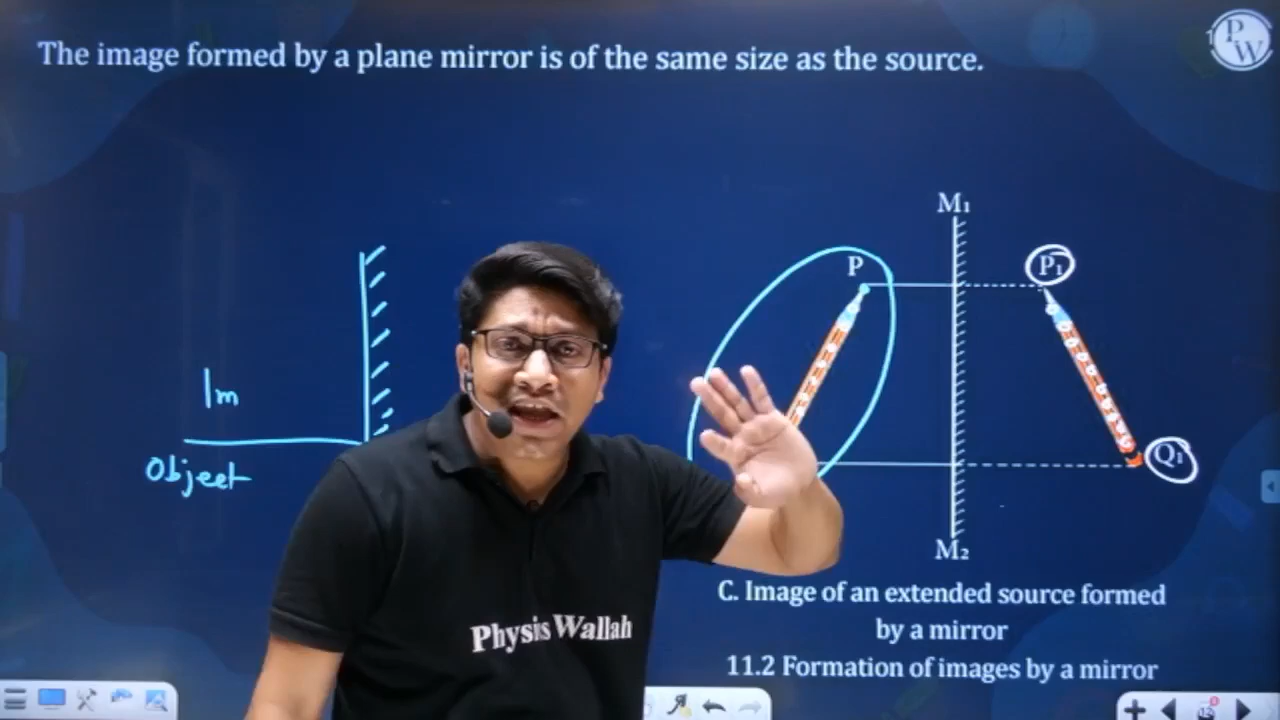 The image formed by a plane mirror is of the same size as the source.
P
W
M₁
P
P₁
1m
Object
Q₁
M₂
C. Image of an extended source formed
by a mirror
11.2 Formation of images by a mirror
Physics Wallah